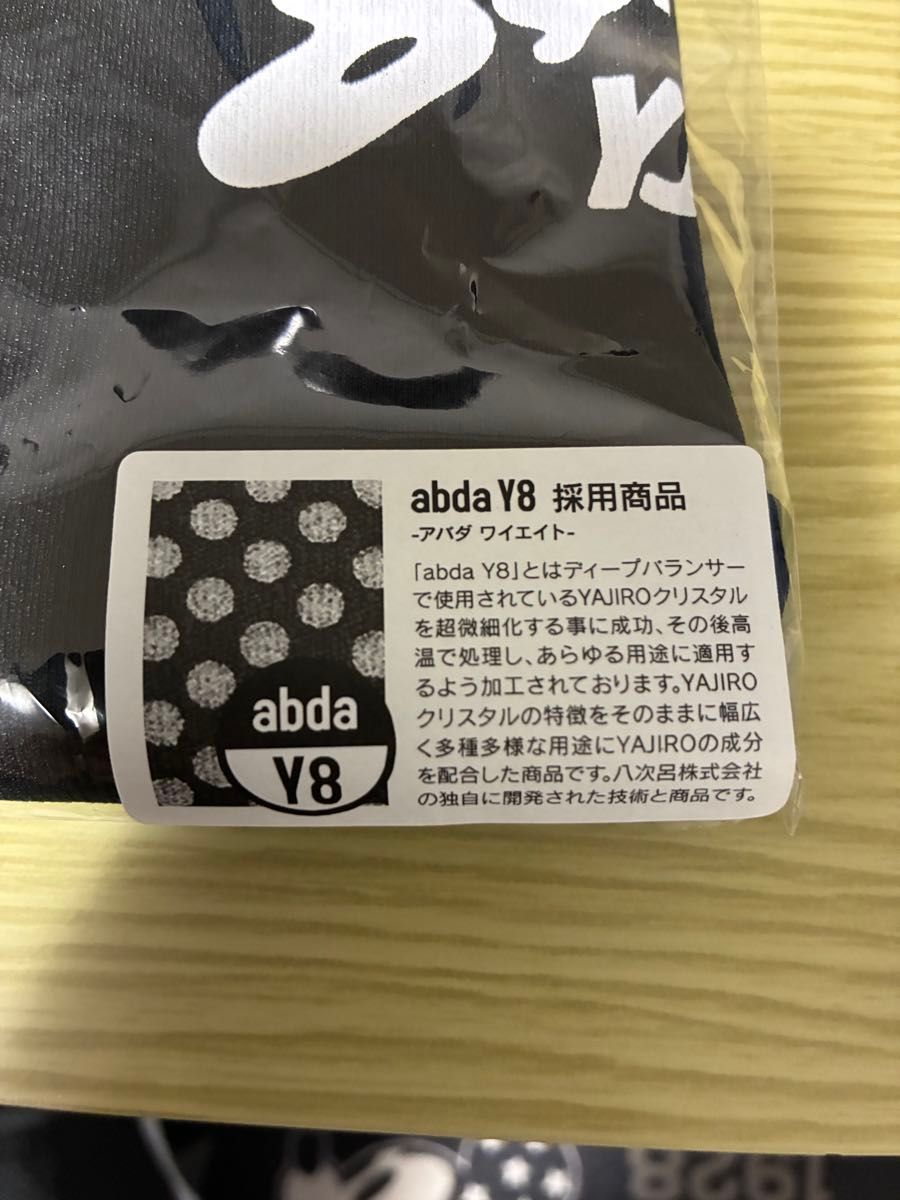 abda Y8 採用商品
-アバダ ワイエイト-
「abda Y8」とはディープバランサー
で使用されているYAJIROクリスタル
を超微細化する事に成功、その後高
温で処理し、あらゆる用途に適用す
るよう加工されております。YAJIRO
クリスタルの特徴をそのままに幅広
く多種多様な用途にYAJIROの成分
を配合した商品です。八次呂株式会社
の独自に開発された技術と商品です。
abda
Y8
1928